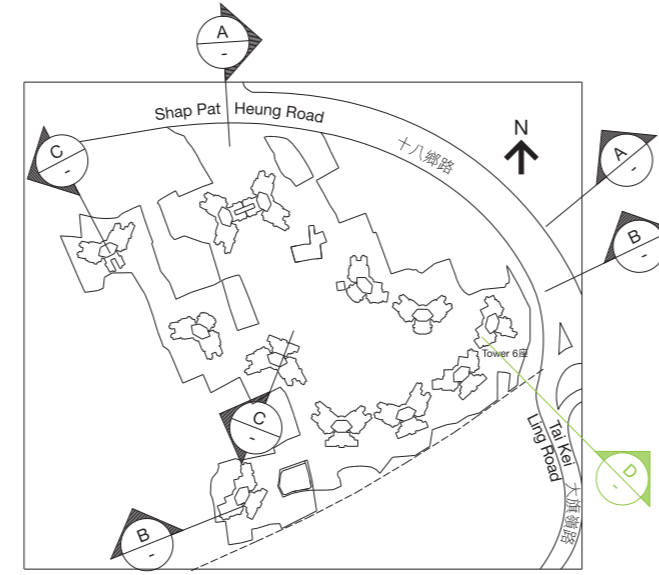 A
-
Shap Pat Heung Road
十八鄉路
N
A
-
C
-
B
-
Tower 6座
C
-
Tai Kei
Ling Road
大旗嶺路
D
-
B
-